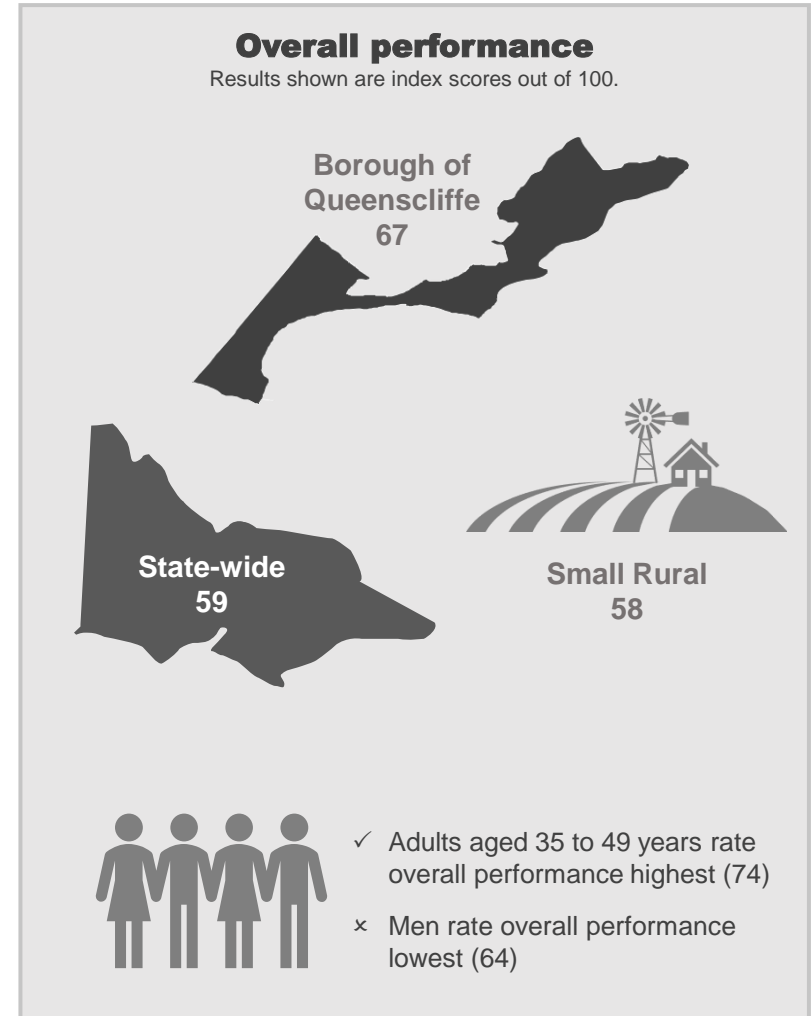 Overall performance
Results shown are index scores out of 100.
Borough of
Queenscliffe
67
State-wide
59
Small Rural
58
✓ Adults aged 35 to 49 years rate
overall performance highest (74)
× Men rate overall performance
lowest (64)